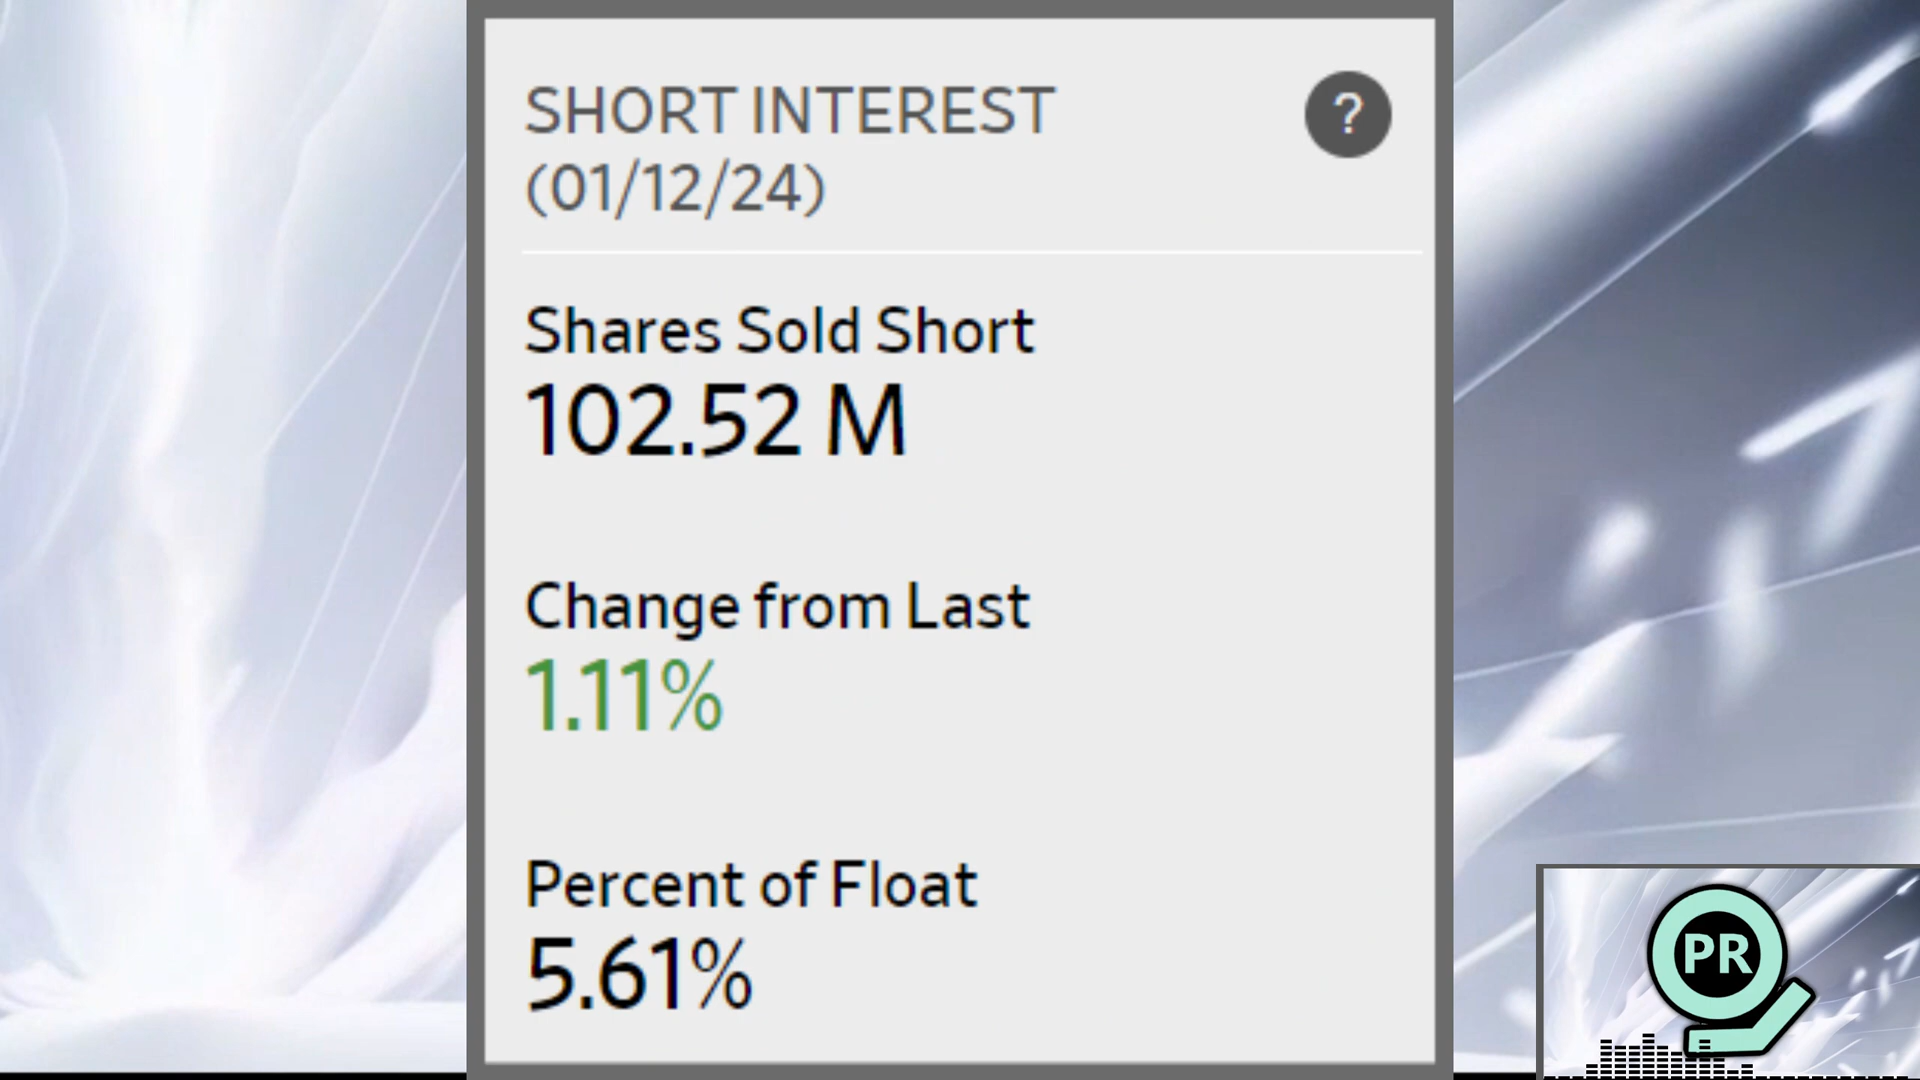 SHORT INTEREST
?
(01/12/24)
Shares Sold Short
102.52 M
Change from Last
1.11%
Percent of Float
5.61%
PR